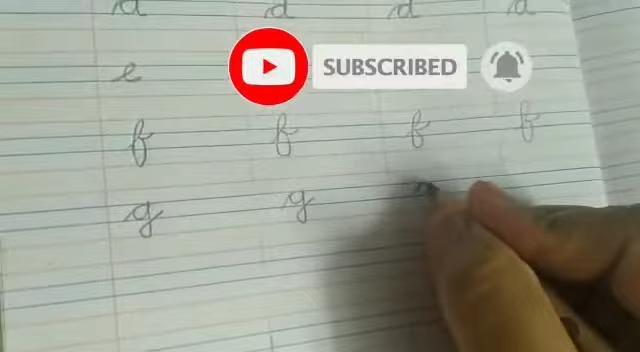 d d d d
SUBSCRIBED
e
f f f f
g g